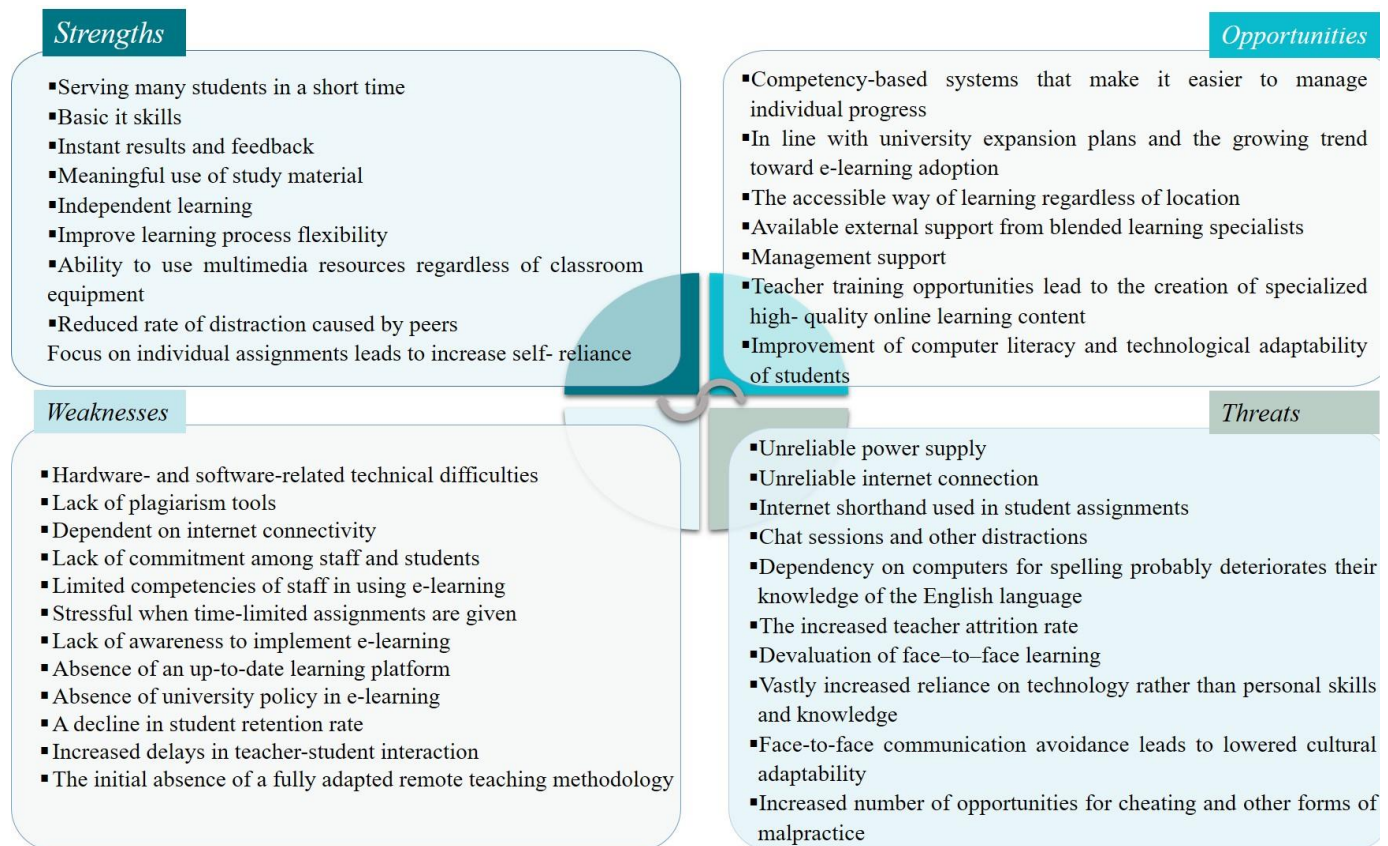 Strengths
▪Serving many students in a short time
▪Basic it skills
▪Instant results and feedback
▪Meaningful use of study material
▪Independent learning
▪Improve learning process flexibility
▪Ability to use multimedia resources regardless of classroom
equipment
▪Reduced rate of distraction caused by peers
Focus on individual assignments leads to increase self- reliance
Opportunities
▪Competency-based systems that make it easier to manage
individual progress
▪In line with university expansion plans and the growing trend
toward e-learning adoption
▪The accessible way of learning regardless of location
▪Available external support from blended learning specialists
▪Management support
▪Teacher training opportunities lead to the creation of specialized
high- quality online learning content
▪Improvement of computer literacy and technological adaptability
of students
Weaknesses
▪Hardware- and software-related technical difficulties
▪Lack of plagiarism tools
▪Dependent on internet connectivity
▪Lack of commitment among staff and students
▪Limited competencies of staff in using e-learning
▪Stressful when time-limited assignments are given
▪Lack of awareness to implement e-learning
▪Absence of an up-to-date learning platform
▪Absence of university policy in e-learning
▪A decline in student retention rate
▪Increased delays in teacher-student interaction
▪The initial absence of a fully adapted remote teaching methodology
Threats
▪Unreliable power supply
▪Unreliable internet connection
▪Internet shorthand used in student assignments
▪Chat sessions and other distractions
▪Dependency on computers for spelling probably deteriorates their
knowledge of the English language
▪The increased teacher attrition rate
▪Devaluation of face–to–face learning
▪Vastly increased reliance on technology rather than personal skills
and knowledge
▪Face-to-face communication avoidance leads to lowered cultural
adaptability
▪Increased number of opportunities for cheating and other forms of
malpractice